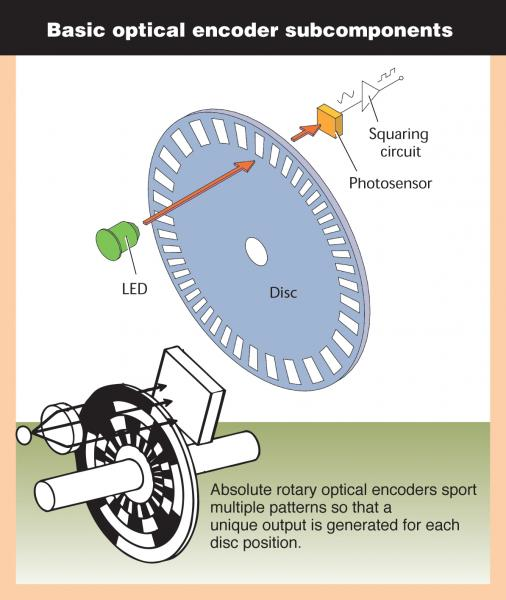 Basic optical encoder subcomponents
Squaring
circuit
Photosensor
LED
Disc
Absolute rotary optical encoders sport
multiple patterns so that a
unique output is generated for each
disc position.